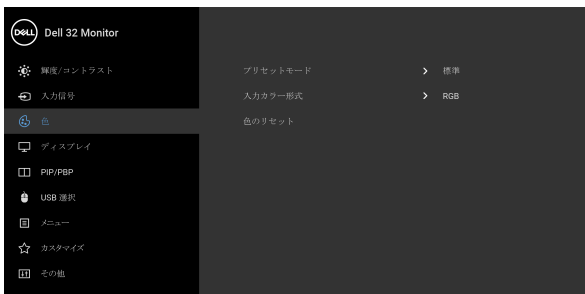 DELL Dell 32 Monitor
輝度/コントラスト
入力信号
色
ディスプレイ
PIP/PBP
USB 選択
メニュー
カスタマイズ
その他
プリセットモード 標準
入力カラー形式 RGB
色のリセット